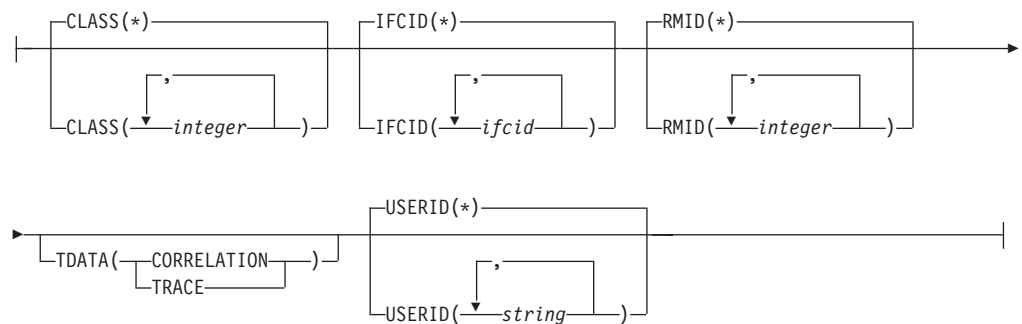 CLASS(*) IFCID(*) RMID(*)
, , ,
CLASS( integer ) IFCID( ifcid ) RMID( integer )
USERID(*)
TDATA( CORRELATION ) ,
TRACE
USERID( string )